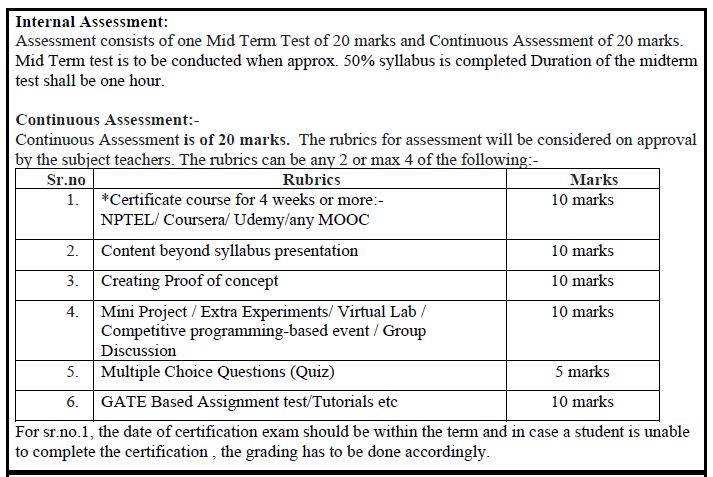 Internal Assessment:
Assessment consists of one Mid Term Test of 20 marks and Continuous Assessment of 20 marks.
Mid Term test is to be conducted when approx. 50% syllabus is completed Duration of the midterm
test shall be one hour.
Continuous Assessment:-
Continuous Assessment is of 20 marks. The rubrics for assessment will be considered on approval
by the subject teachers. The rubrics can be any 2 or max 4 of the following:-
Sr.no Rubrics Marks
1. *Certificate course for 4 weeks or more:- 10 marks
NPTEL/ Coursera/ Udemy/any MOOC
2. Content beyond syllabus presentation 10 marks
3. Creating Proof of concept 10 marks
4. Mini Project / Extra Experiments/ Virtual Lab / 10 marks
Competitive programming-based event / Group
Discussion
5. Multiple Choice Questions (Quiz) 5 marks
6. GATE Based Assignment test/Tutorials etc 10 marks
For sr.no.1, the date of certification exam should be within the term and in case a student is unable
to complete the certification , the grading has to be done accordingly.